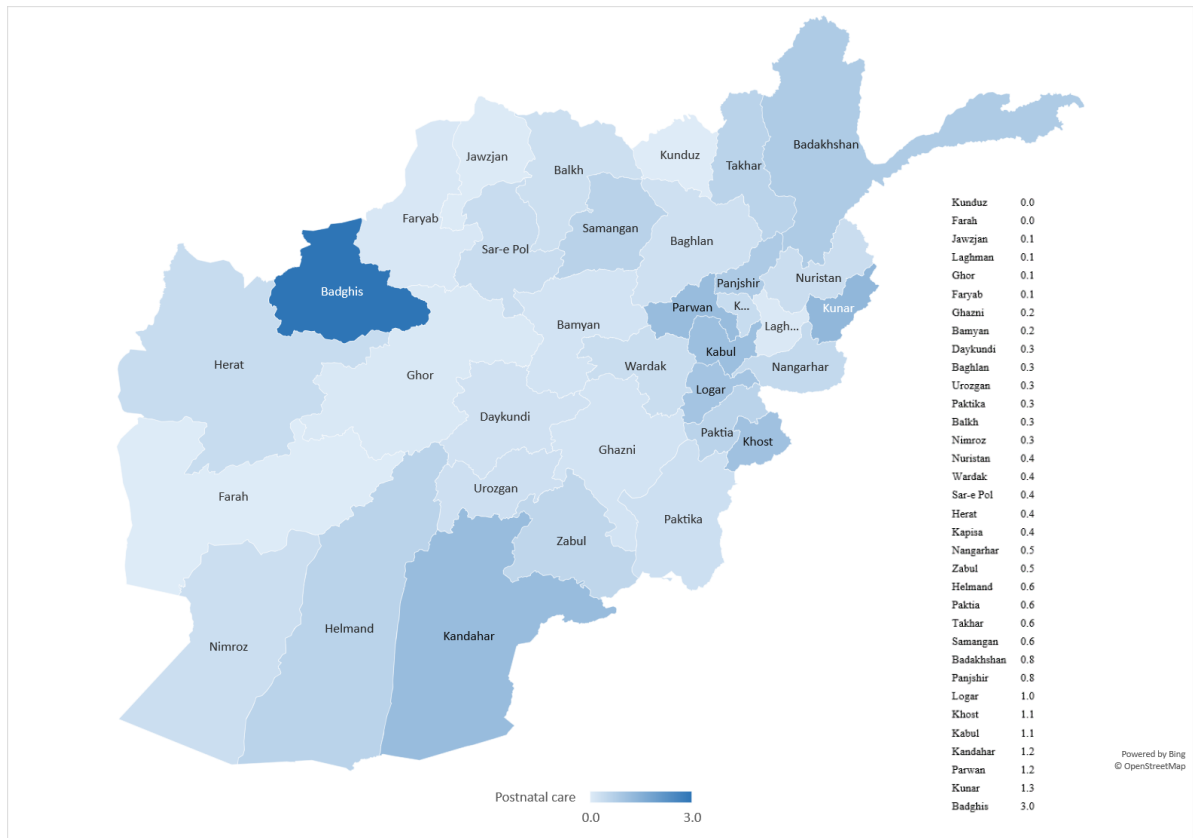 Badakhshan
Jawzjan
Kunduz
Balkh
Takhar
Faryab
Samangan
Sar-e Pol
Baghlan
Nuristan
Panjshir
Badghis
Parwan
K...
Kunar
Bamyan
Lagh...
Kabul
Herat
Wardak
Nangarhar
Ghor
Logar
Daykundi
Paktia
Khost
Ghazni
Urozgan
Farah
Paktika
Zabul
Helmand
Kandahar
Nimroz
Kunduz 0.0
Farah 0.0
Jawzjan 0.1
Laghman 0.1
Ghor 0.1
Faryab 0.1
Ghazni 0.2
Bamyan 0.2
Daykundi 0.3
Baghlan 0.3
Urozgan 0.3
Paktika 0.3
Balkh 0.3
Nimroz 0.3
Nuristan 0.4
Wardak 0.4
Sar-e Pol 0.4
Herat 0.4
Kapisa 0.4
Nangarhar 0.5
Zabul 0.5
Helmand 0.6
Paktia 0.6
Takhar 0.6
Samangan 0.6
Badakhshan 0.8
Panjshir 0.8
Logar 1.0
Khost 1.1
Kabul 1.1
Kandahar 1.2
Parwan 1.2
Kunar 1.3
Badghis 3.0
Powered by Bing
© OpenStreetMap
Postnatal care
0.0 3.0